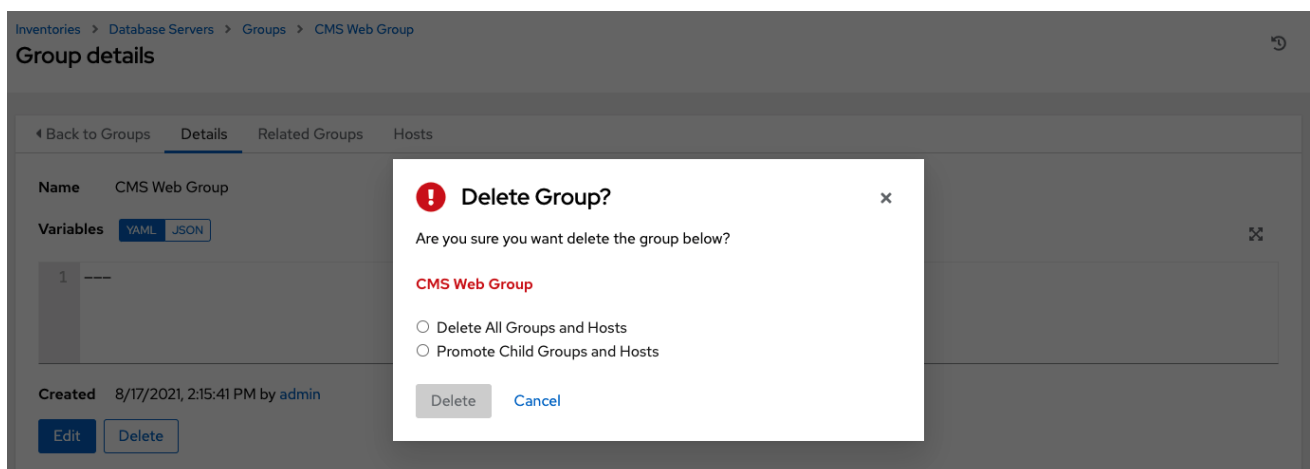 Inventories > Database Servers > Groups > CMS Web Group
Group details
Back to Groups Details Related Groups Hosts
Name CMS Web Group
Variables YAML JSON
1 ---
Created 8/17/2021, 2:15:41 PM by admin
Edit Delete
Delete Group?
Are you sure you want delete the group below?
CMS Web Group
Delete All Groups and Hosts
Promote Child Groups and Hosts
Delete Cancel